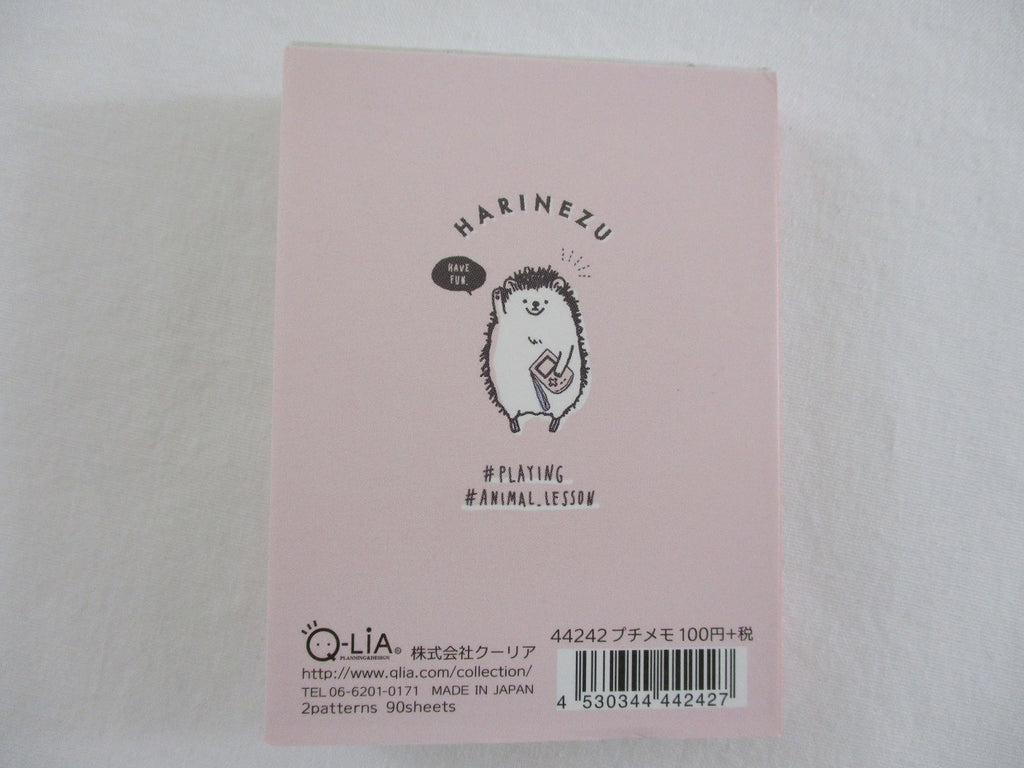 HARINEZU
HAVE
FUN
#PLAYING
#ANIMAL_LESSON
Q-LiA®
PLANNING&DESIGN
株式会社クーリア
http://www.qlia.com/collection/
TEL 06-6201-0171 MADE IN JAPAN
2patterns 90sheets
44242 プチメモ 100円+税
4 530344 442427